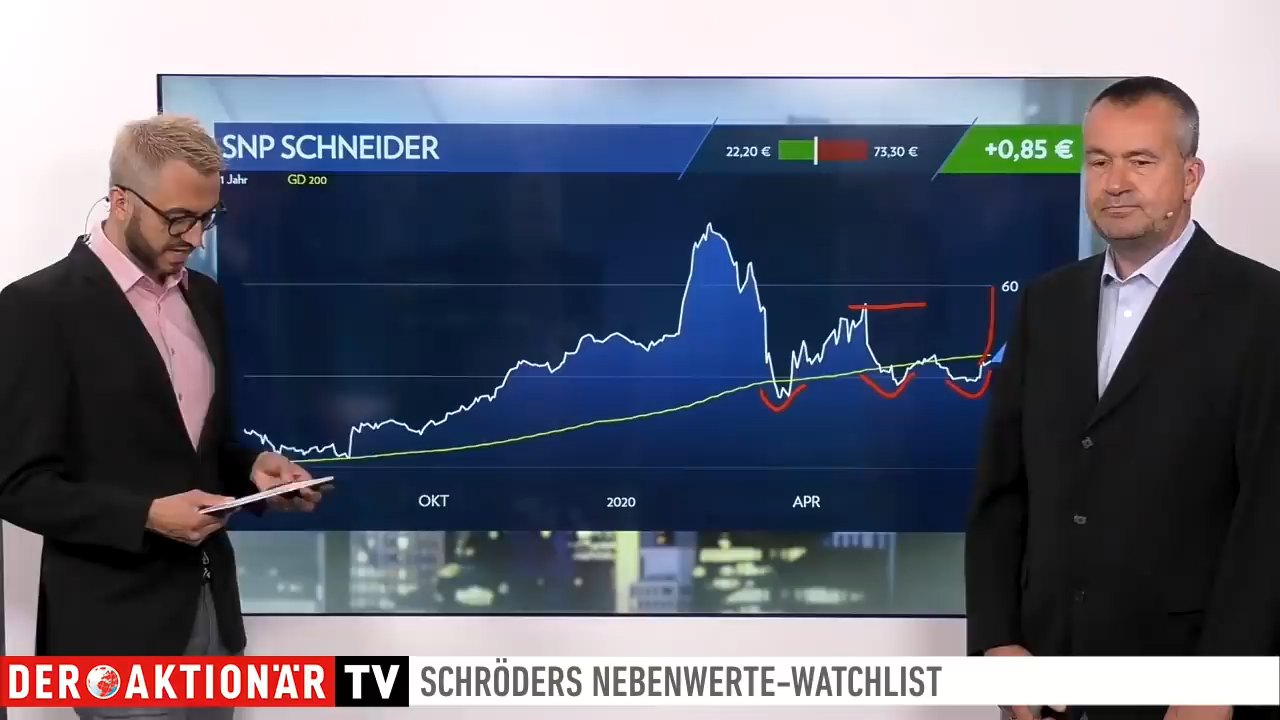 SNP SCHNEIDER
22,20 €
73,30 €
+0,85 €
1 Jahr
GD 200
60
OKT
2020
APR
DER AKTIONÄR TV
SCHRÖDERS NEBENWERTE-WATCHLIST